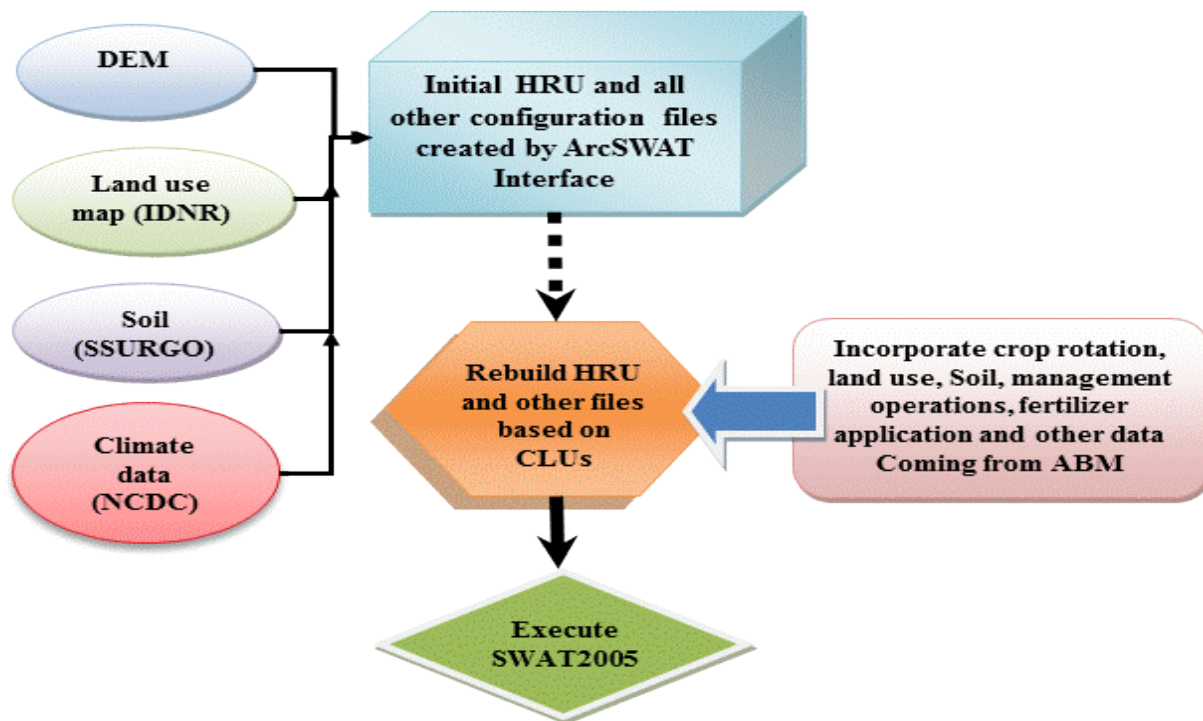 DEM
Land use
map (IDNR)
Soil
(SSURGO)
Climate
data
(NCDC)
Initial HRU and all
other configuration files
created by ArcSWAT
Interface
Rebuild HRU
and other files
based on
CLUs
Incorporate crop rotation,
land use, Soil, management
operations, fertilizer
application and other data
Coming from ABM
Execute
SWAT2005